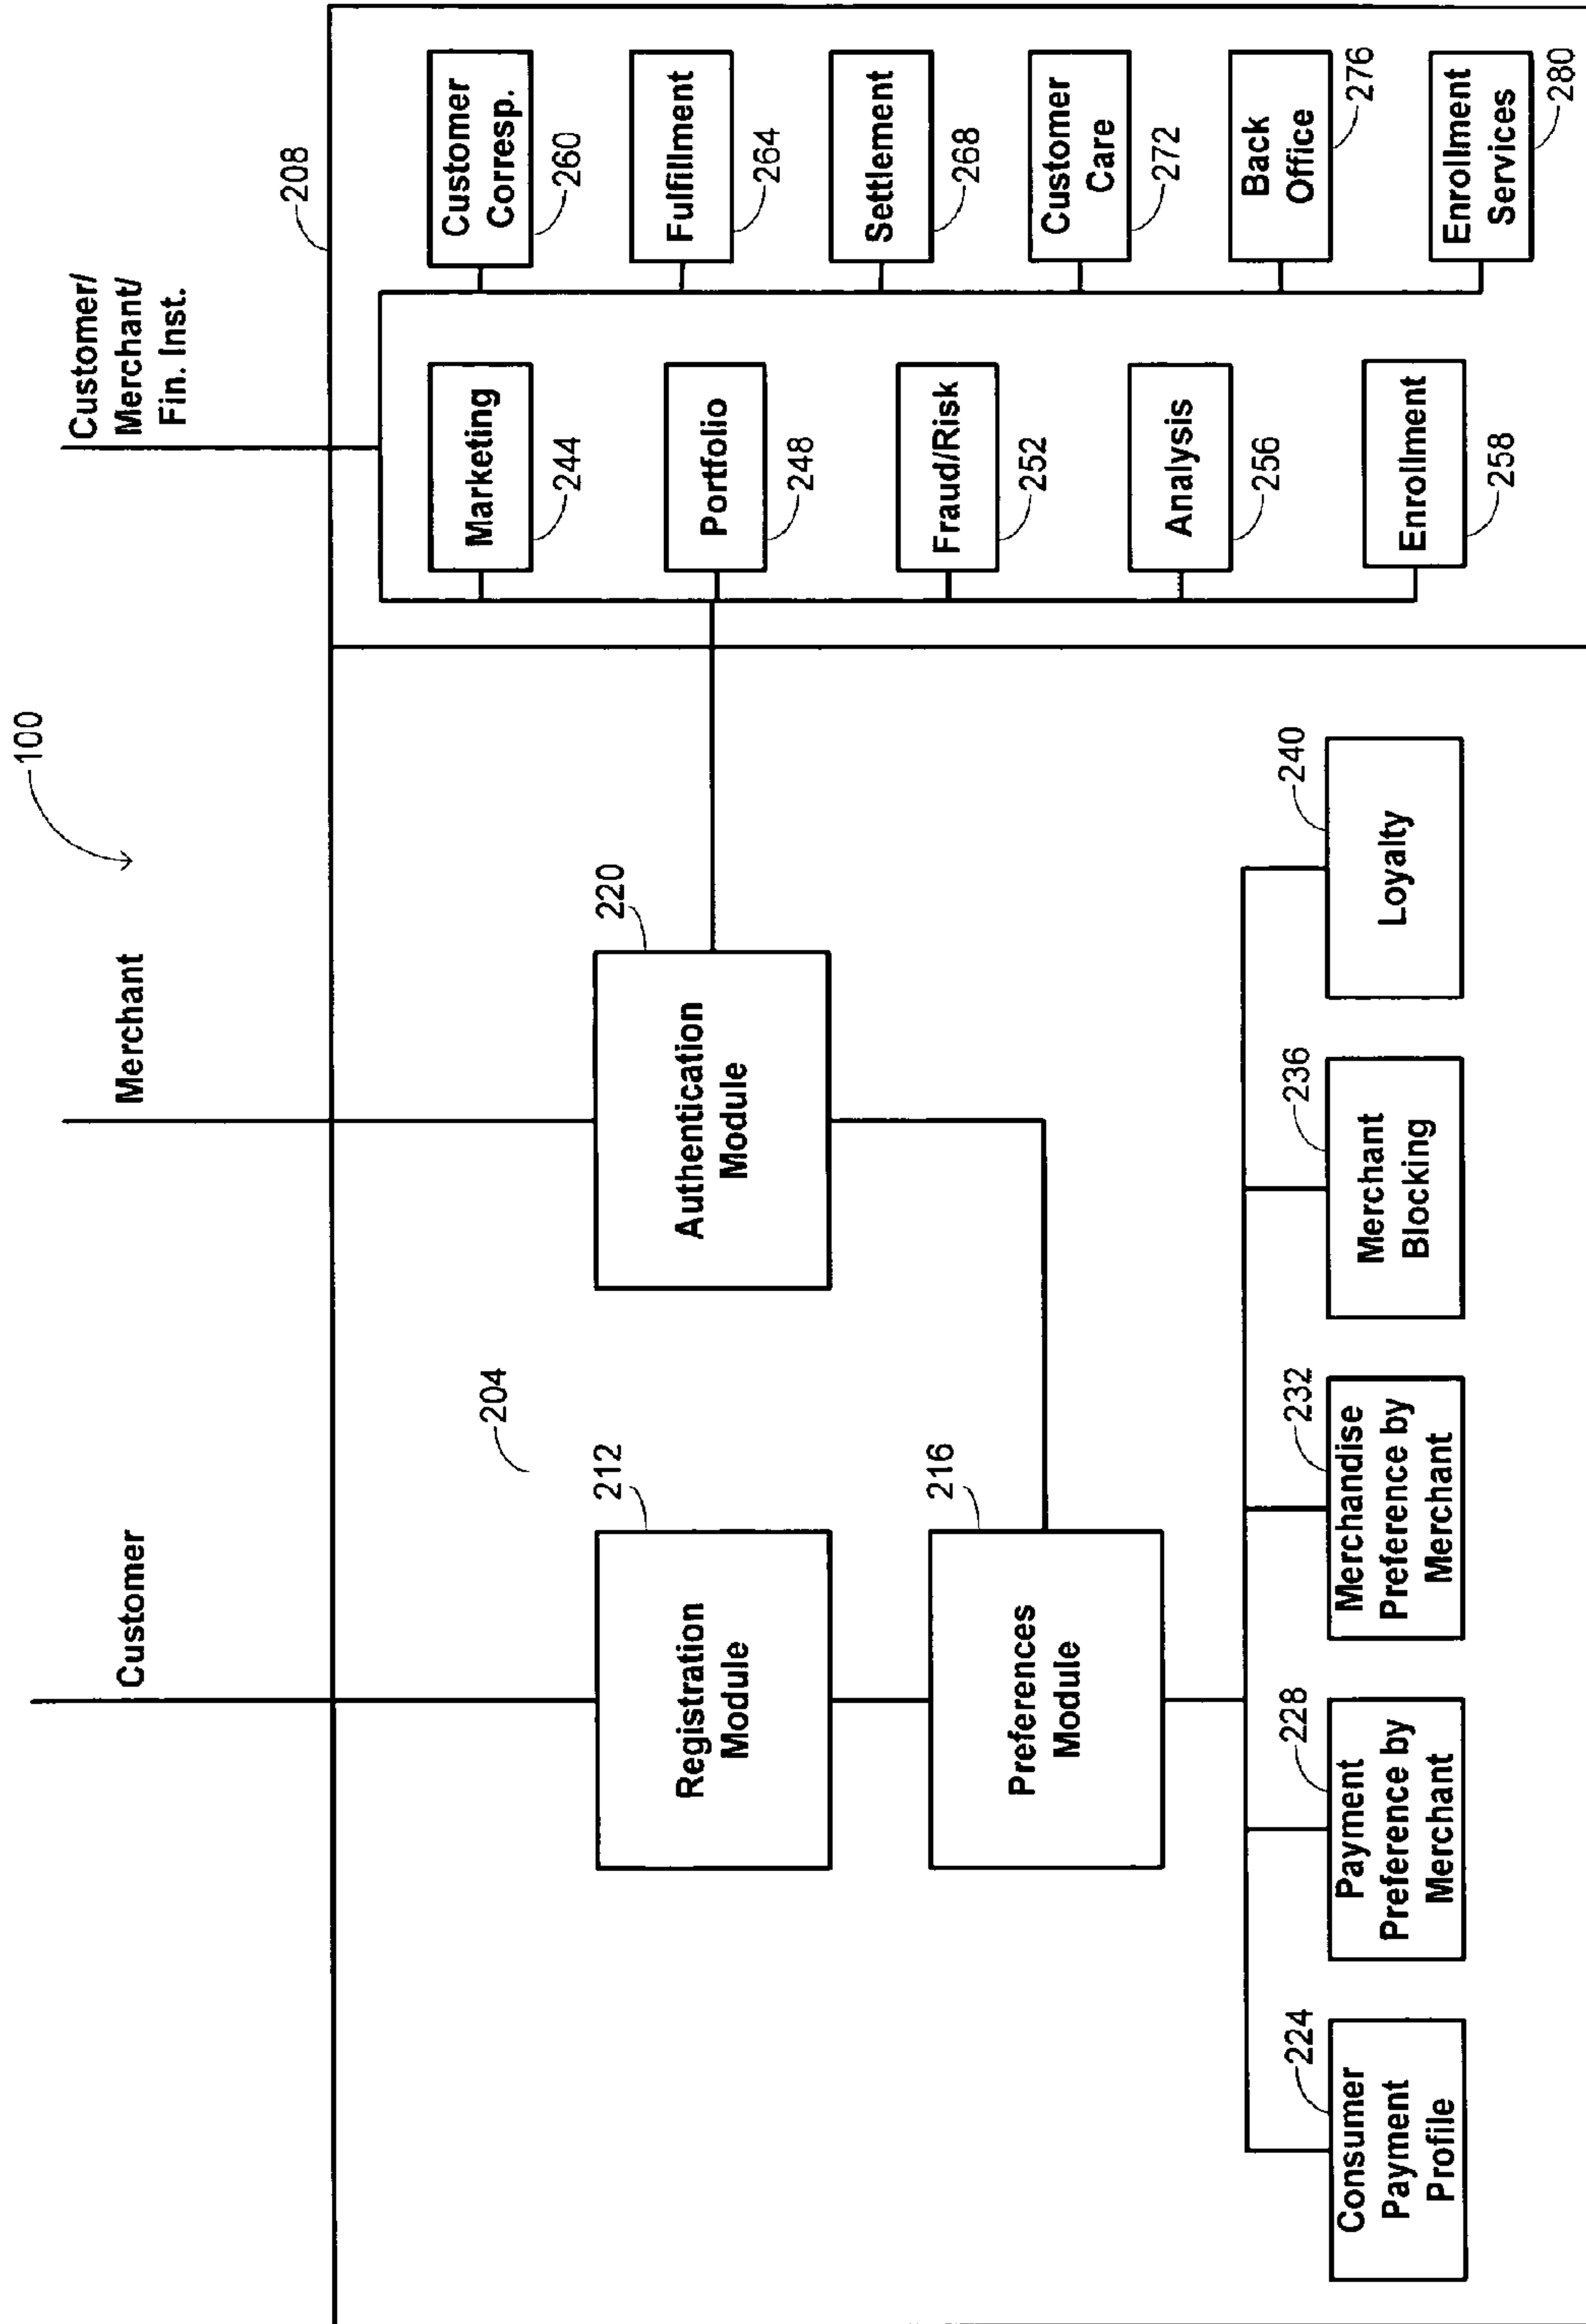 100
Customer
Merchant
Customer/
Merchant/
Fin. Inst.
208
204
212
Registration
Module
220
Authentication
Module
216
Preferences
Module
224
Consumer
Payment
Profile
228
Payment
Preference by
Merchant
232
Merchandise
Preference by
Merchant
236
Merchant
Blocking
240
Loyalty
Marketing
244
Portfolio
248
Fraud/Risk
252
Analysis
256
Enrollment
258
Customer
Corresp.
260
Fulfillment
264
Settlement
268
Customer
Care
272
Back
Office
276
Enrollment
Services
280